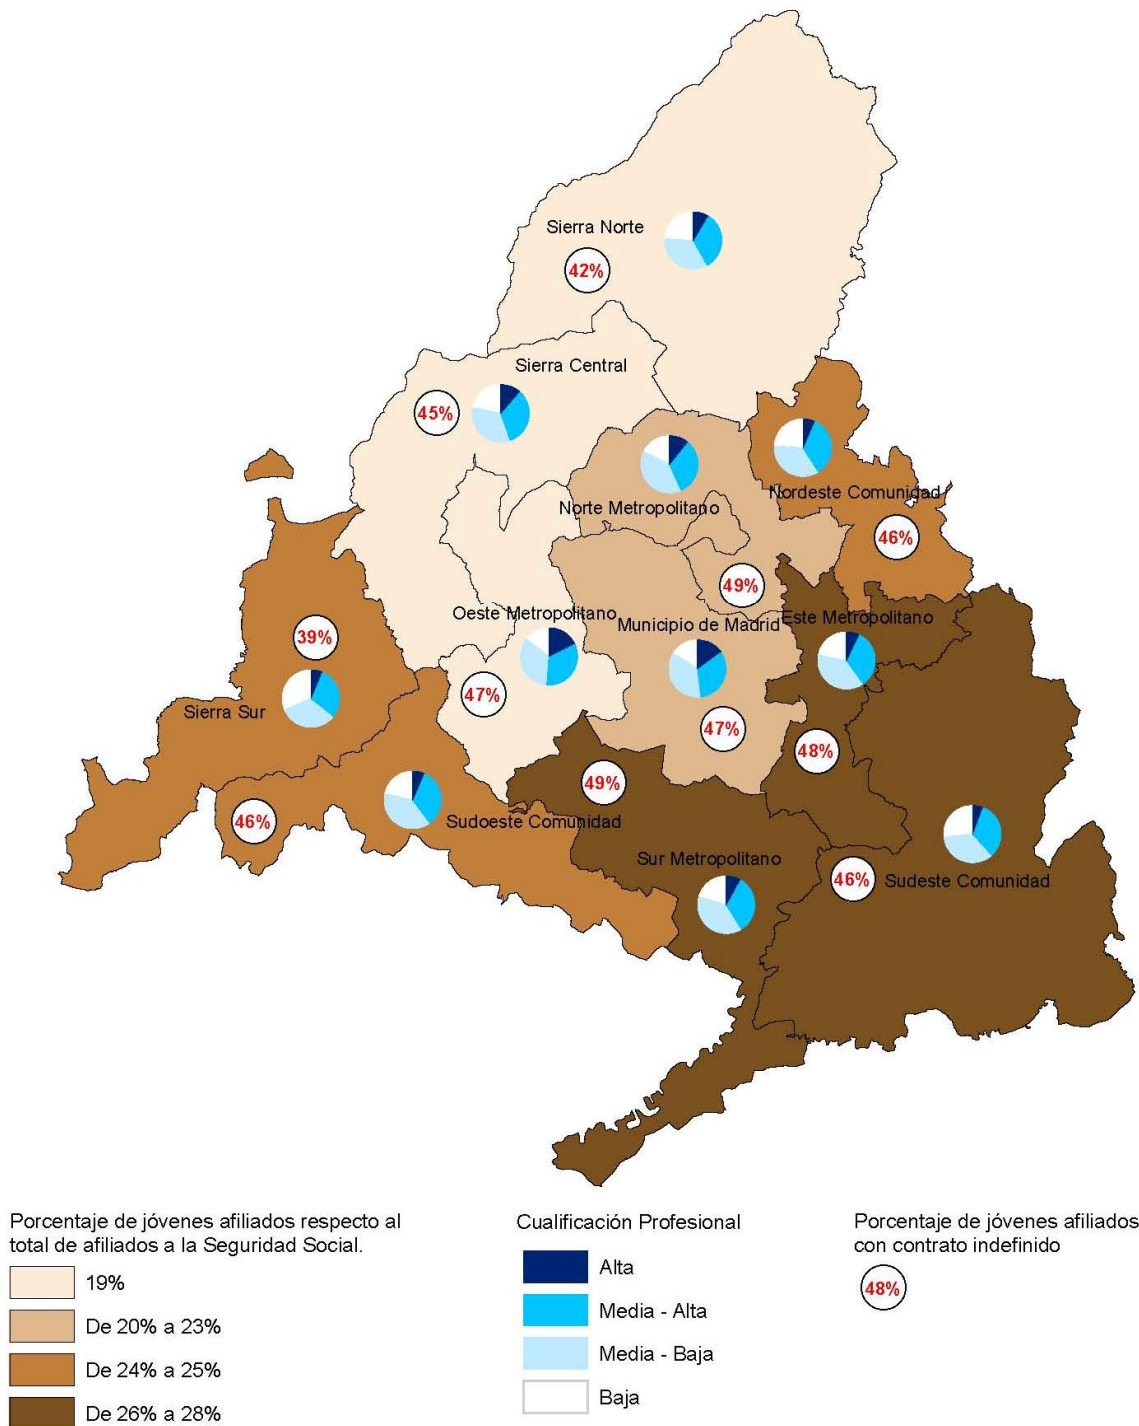 Sierra Norte
42%
Sierra Central
45%
Nordeste Comunidad
Norte Metropolitano
46%
49%
Oeste Metropolitano
Municipio de Madrid
Este Metropolitano
39%
47%
Sierra Sur
47%
48%
49%
46%
Sudoeste Comunidad
Sur Metropolitano
46%
Sudeste Comunidad
Porcentaje de jóvenes afiliados respecto al
total de afiliados a la Seguridad Social.
19%
De 20% a 23%
De 24% a 25%
De 26% a 28%
Cualificación Profesional
Alta
Media - Alta
Media - Baja
Baja
Porcentaje de jóvenes afiliados
con contrato indefinido
48%